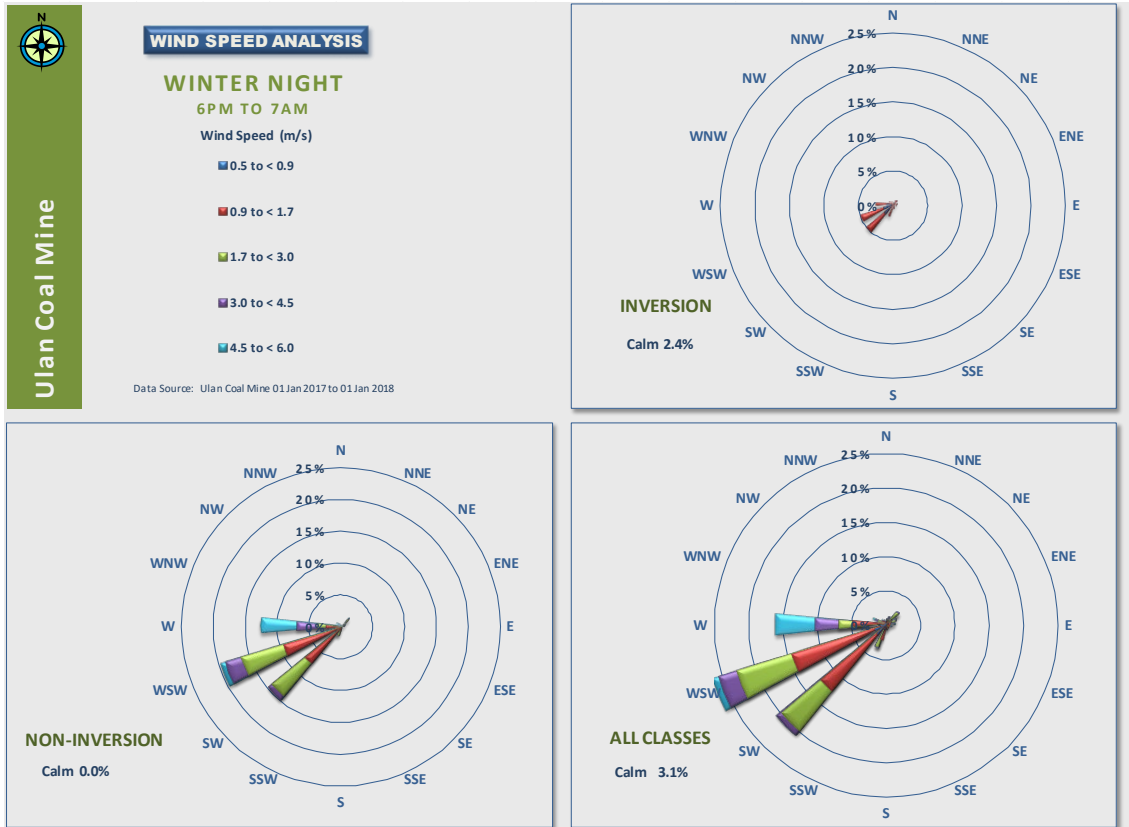 N
WIND SPEED ANALYSIS
WINTER NIGHT
6PM TO 7AM
Wind Speed (m/s)
0.5 to < 0.9
0.9 to < 1.7
1.7 to < 3.0
3.0 to < 4.5
4.5 to < 6.0
Data Source: Ulan Coal Mine 01 Jan 2017 to 01 Jan 2018
Ulan Coal Mine
N
NNW 25% NNE
NW 20% NE
15%
WNW 10% ENE
5%
W 0% E
WSW ESE
INVERSION
SW SE
Calm 2.4%
SSW SSE
S
N
NNW 25% NNE
NW 20% NE
15%
WNW 10% ENE
5%
W 0% E
WSW ESE
NON-INVERSION
SW SE
Calm 0.0%
SSW SSE
S
N
NNW 25% NNE
NW 20% NE
15%
WNW 10% ENE
5%
W 0% E
WSW ESE
ALL CLASSES
SW SE
Calm 3.1%
SSW SSE
S